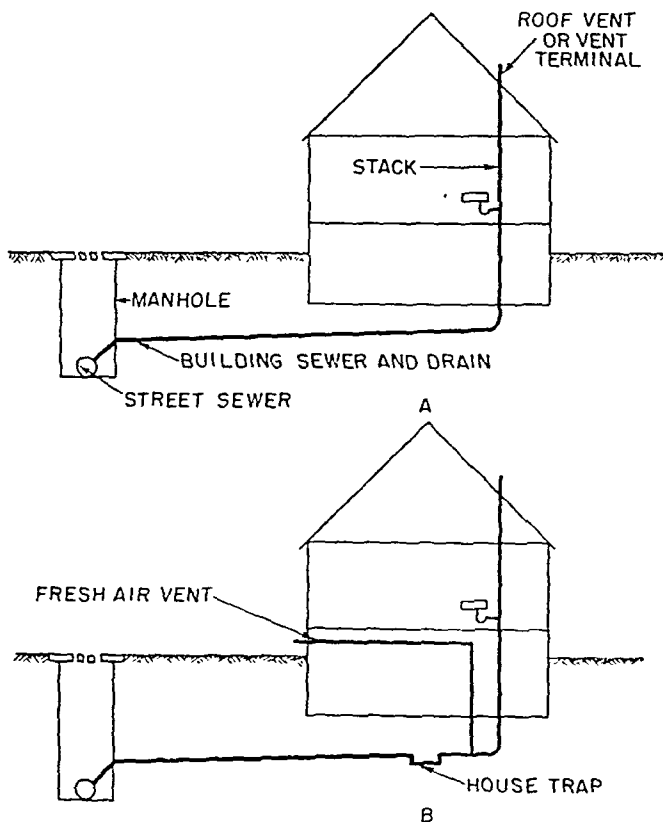 ROOF VENT
OR VENT
TERMINAL
STACK
MANHOLE
BUILDING SEWER AND DRAIN
STREET SEWER
A
FRESH AIR VENT
HOUSE TRAP
B